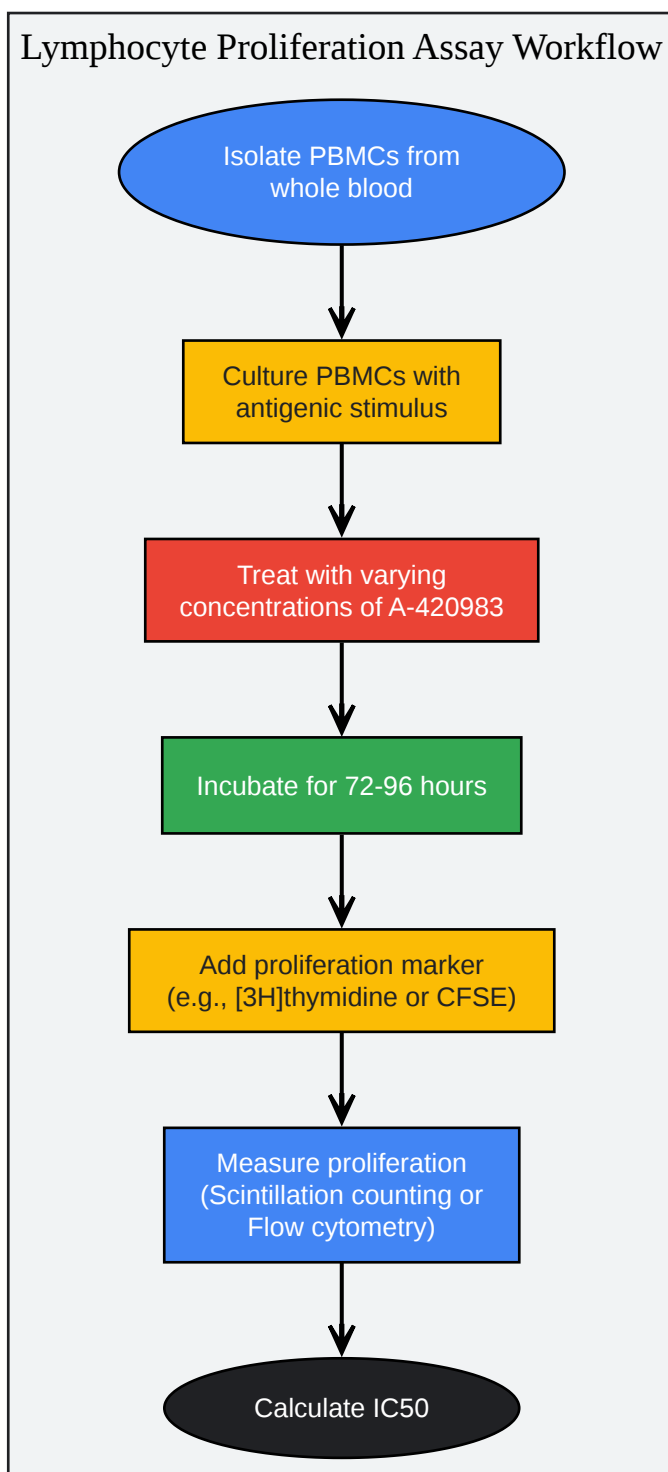 Lymphocyte Proliferation Assay Workflow
Isolate PBMCs from
whole blood
Culture PBMCs with
antigenic stimulus
Treat with varying
concentrations of A-420983
Incubate for 72-96 hours
Add proliferation marker
(e.g., [3H]thymidine or CFSE)
Measure proliferation
(Scintillation counting or
Flow cytometry)
Calculate IC50